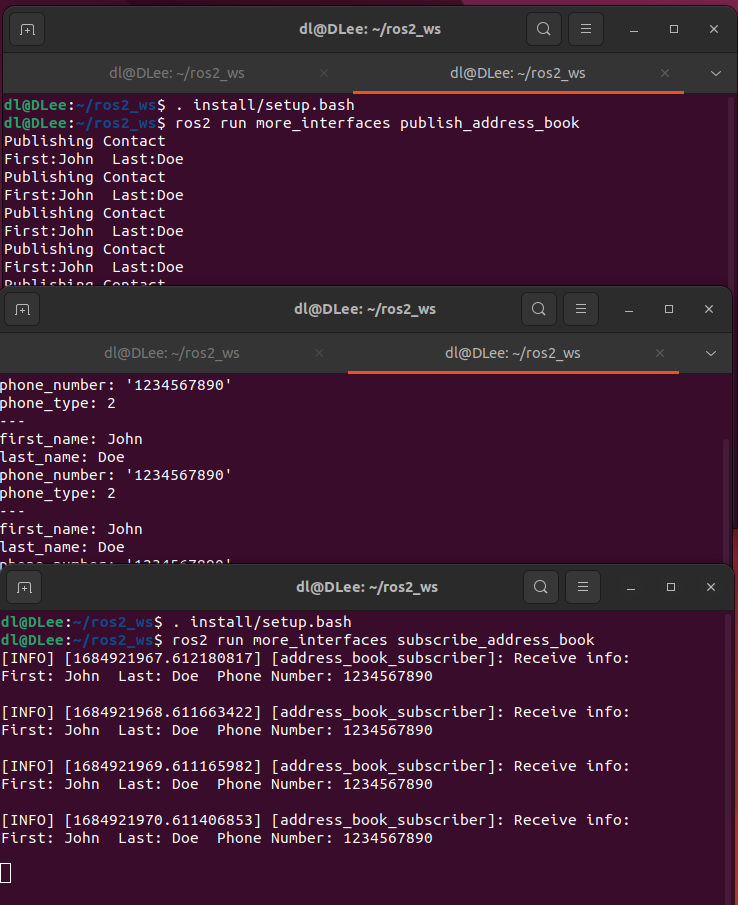 dl@DLee: ~/ros2_ws
dl@DLee: ~/ros2_ws
dl@DLee: ~/ros2_ws
dl@DLee:~/ros2_ws$ . install/setup.bash
dl@DLee:~/ros2_ws$ ros2 run more_interfaces publish_address_book
Publishing Contact
First:John  Last:Doe
Publishing Contact
First:John  Last:Doe
Publishing Contact
First:John  Last:Doe
Publishing Contact
First:John  Last:Doe
Publishing Contact
dl@DLee: ~/ros2_ws
dl@DLee: ~/ros2_ws
dl@DLee: ~/ros2_ws
phone_number: '1234567890'
phone_type: 2
---
first_name: John
last_name: Doe
phone_number: '1234567890'
phone_type: 2
---
first_name: John
last_name: Doe
phone_number: '1234567890'
dl@DLee: ~/ros2_ws
dl@DLee:~/ros2_ws$ . install/setup.bash
dl@DLee:~/ros2_ws$ ros2 run more_interfaces subscribe_address_book
[INFO] [1684921967.612180817] [address_book_subscriber]: Receive info:
First: John  Last: Doe  Phone Number: 1234567890
[INFO] [1684921968.611663422] [address_book_subscriber]: Receive info:
First: John  Last: Doe  Phone Number: 1234567890
[INFO] [1684921969.611165982] [address_book_subscriber]: Receive info:
First: John  Last: Doe  Phone Number: 1234567890
[INFO] [1684921970.611406853] [address_book_subscriber]: Receive info:
First: John  Last: Doe  Phone Number: 1234567890